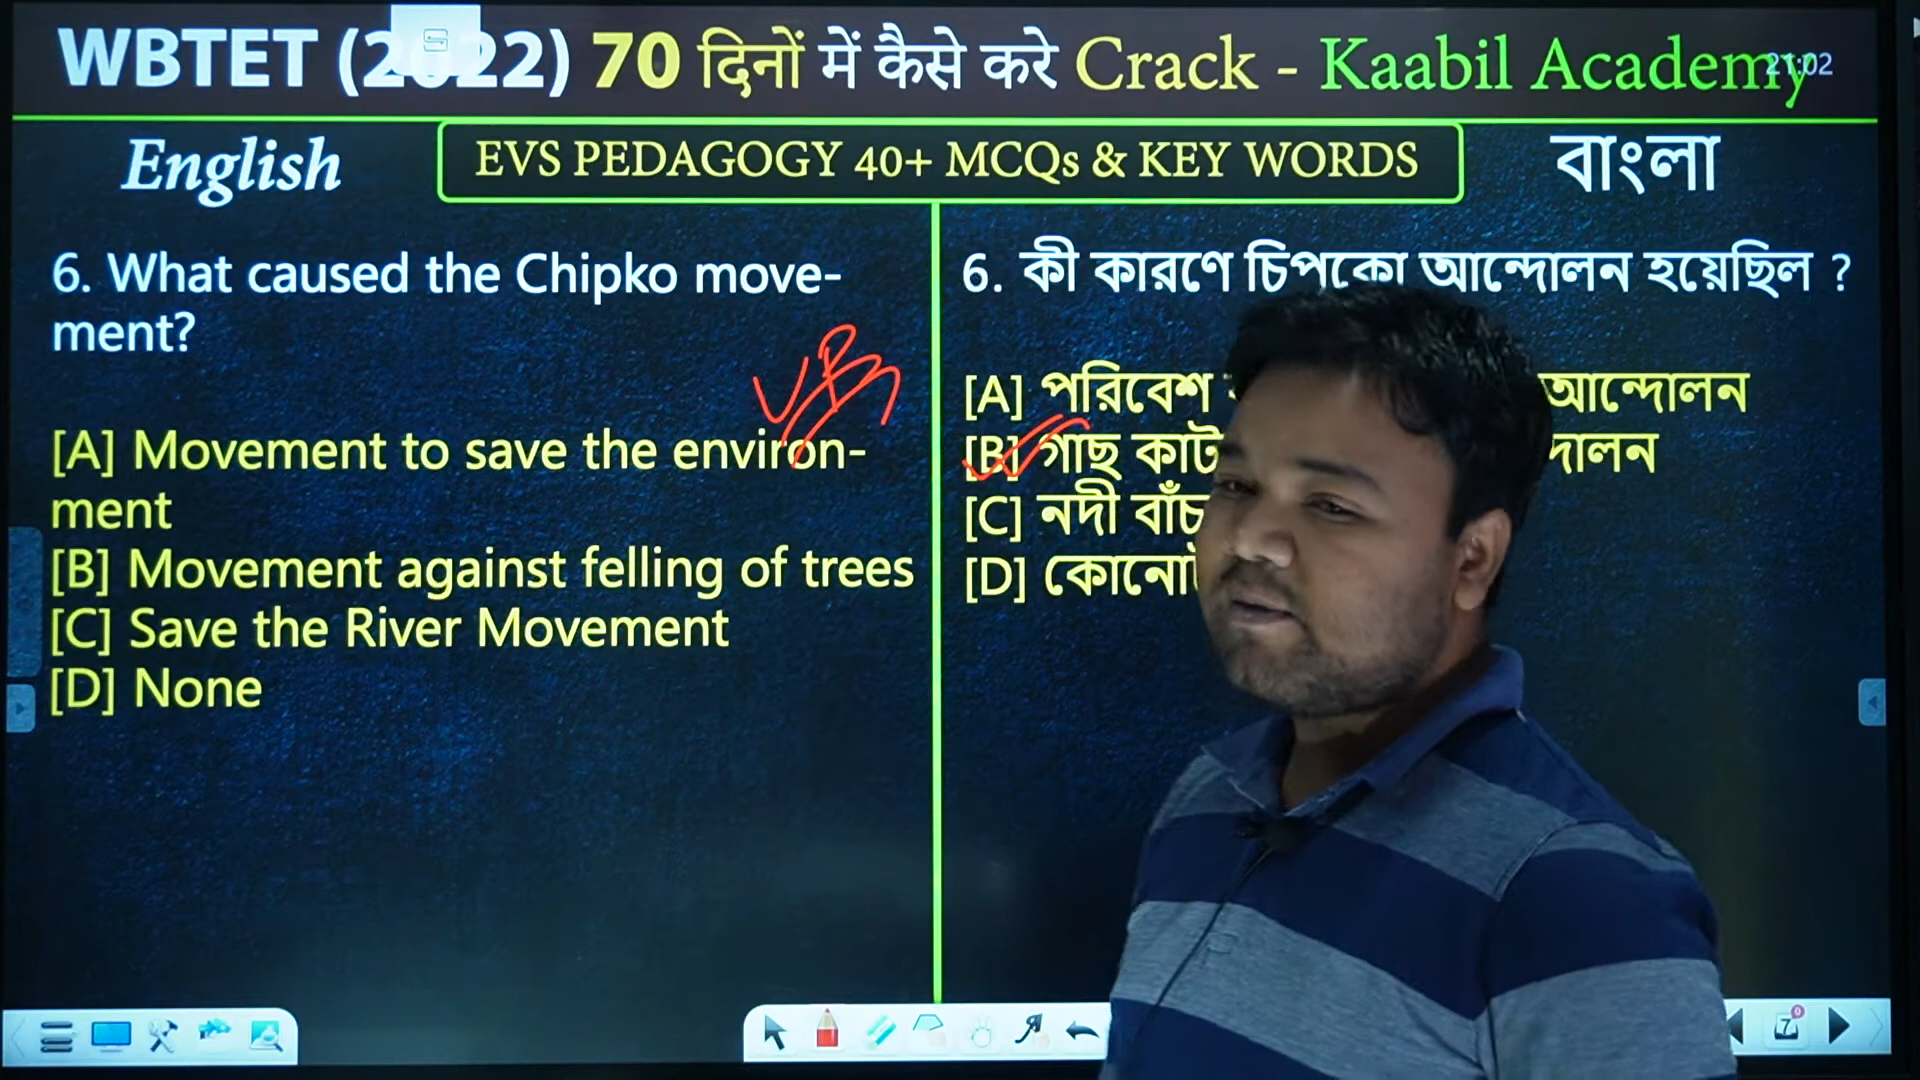 WBTET (2022) 70 दिनों में कैसे करे Crack - Kaabil Academy
21:02
English
EVS PEDAGOGY 40+ MCQs & KEY WORDS
বাংলা
6. What caused the Chipko move-
ment?
B
[A] Movement to save the environ-
ment
[B] Movement against felling of trees
[C] Save the River Movement
[D] None
6. কী কারণে চিপকো আন্দোলন হয়েছিল ?
[A] পরিবেশ আন্দোলন
[B] গাছ
[C] নদী
[D]
7
0